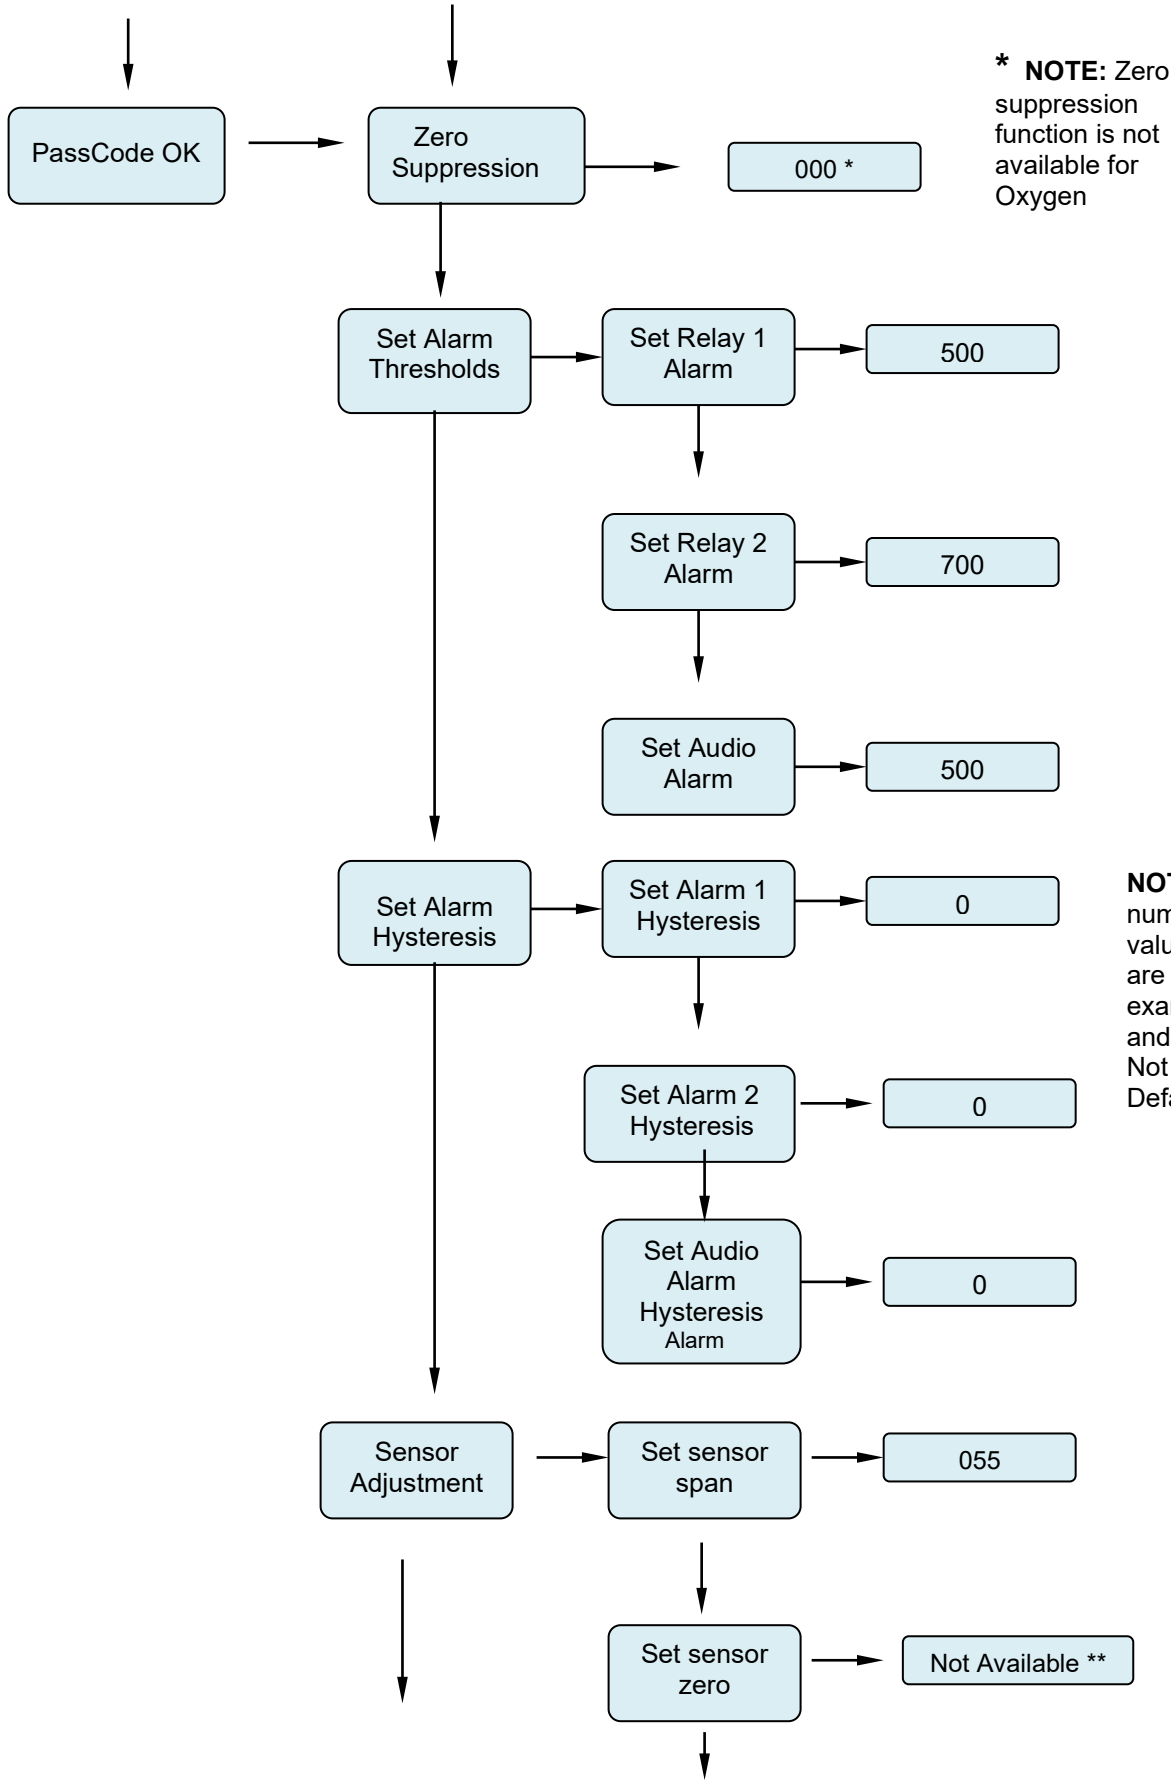 * NOTE: Zero
suppression
function is not
available for
Oxygen
PassCode OK
Zero
Suppression
000 *
Set Alarm
Thresholds
Set Relay 1
Alarm
500
Set Relay 2
Alarm
700
Set Audio
Alarm
500
Set Alarm
Hysteresis
Set Alarm 1
Hysteresis
0
are
and
Not
Set Alarm 2
Hysteresis
0
Set Audio
Alarm
Hysteresis
Alarm
0
Sensor
Adjustment
Set sensor
span
055
Set sensor
zero
Not Available **